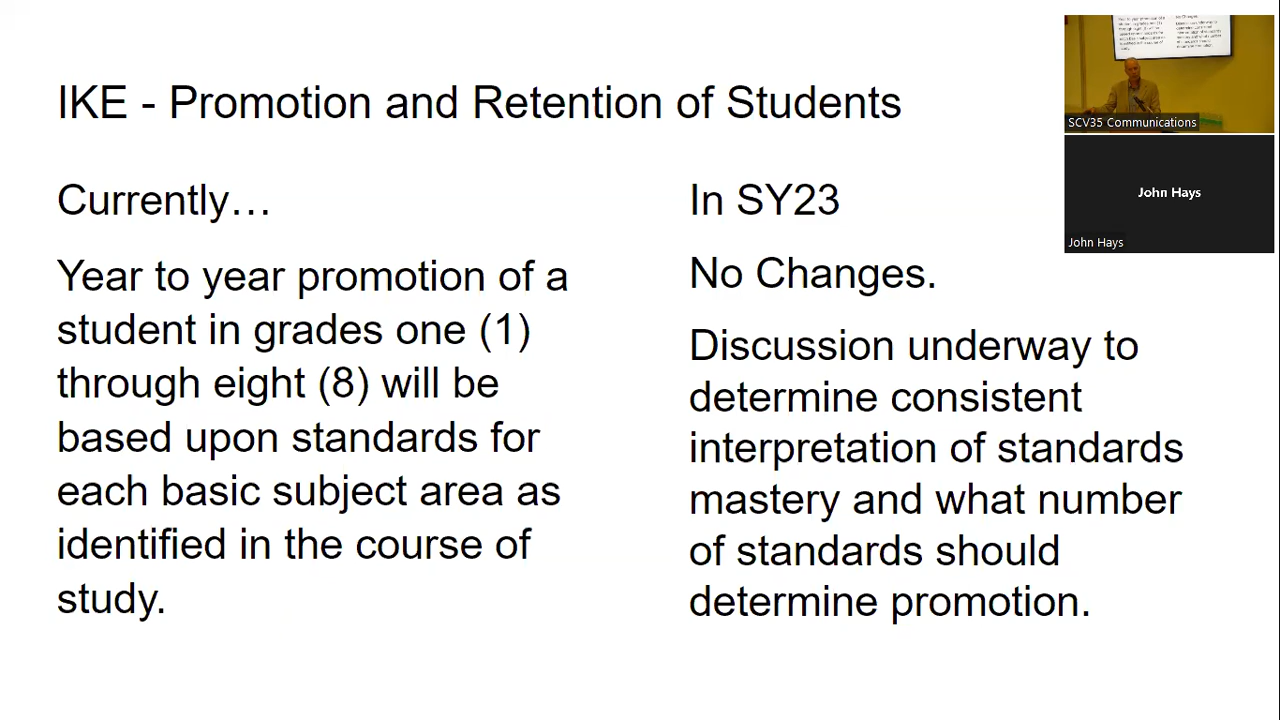 IKE - Promotion and Retention of Students
Currently…
Year to year promotion of a
student in grades one (1)
through eight (8) will be
based upon standards for
each basic subject area as
identified in the course of
study.
In SY23
No Changes.
Discussion underway to
determine consistent
interpretation of standards
mastery and what number
of standards should
determine promotion.
SCV35 Communications
John Hays
John Hays